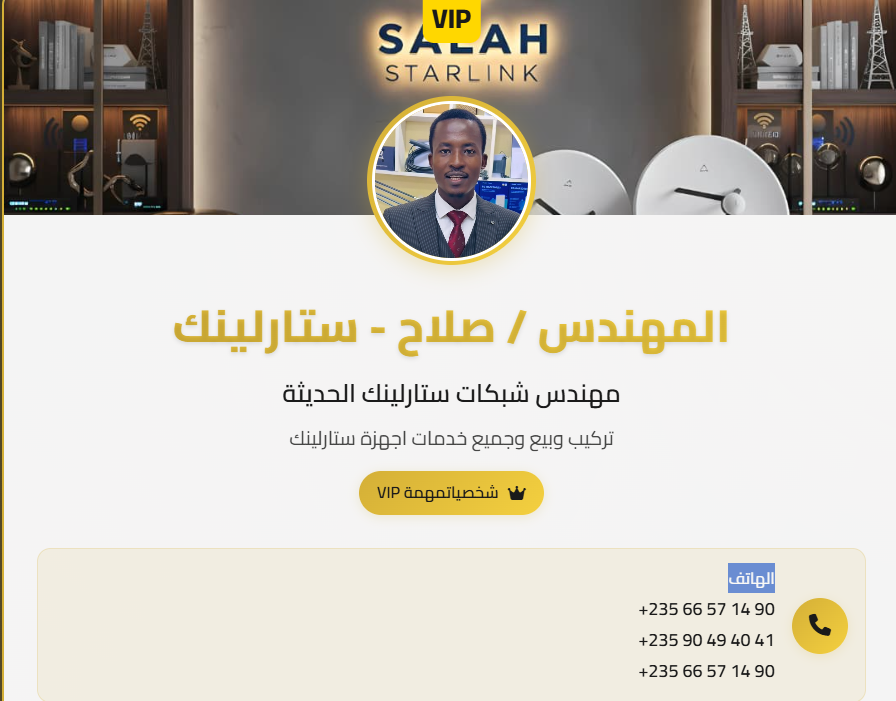 VIP
SALAH
STARLINK
المهندس / صلاح - ستارلينك
مهندس شبكات ستارلينك الحديثة
تركيب وبيع وجميع خدمات اجهزة ستارلينك
شخصياتمهمة VIP
الهاتف
+235 66 57 14 90
+235 90 49 40 41
+235 66 57 14 90